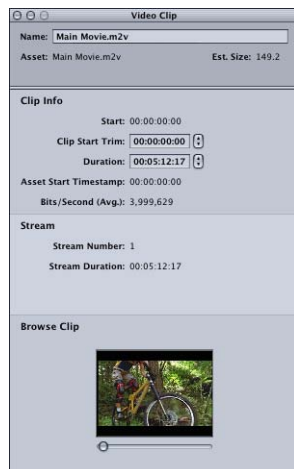 Video Clip
Name: Main Movie.m2v
Asset: Main Movie.m2v Est. Size: 149.2
Clip Info
Start: 00:00:00:00
Clip Start Trim: 00:00:00:00
Duration: 00:05:12:17
Asset Start Timestamp: 00:00:00:00
Bits/Second (Avg.): 3,999,629
Stream
Stream Number: 1
Stream Duration: 00:05:12:17
Browse Clip